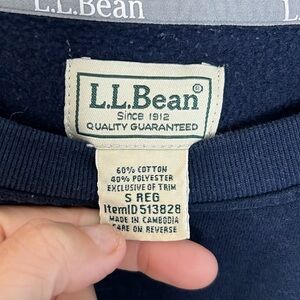 L.L.Bean
L.L.Bean®
Since 1912
QUALITY GUARANTEED
60% COTTON
40% POLYESTER
EXCLUSIVE OF TRIM
S REG
ItemID 513828
MADE IN CAMBODIA
CARE ON REVERSE